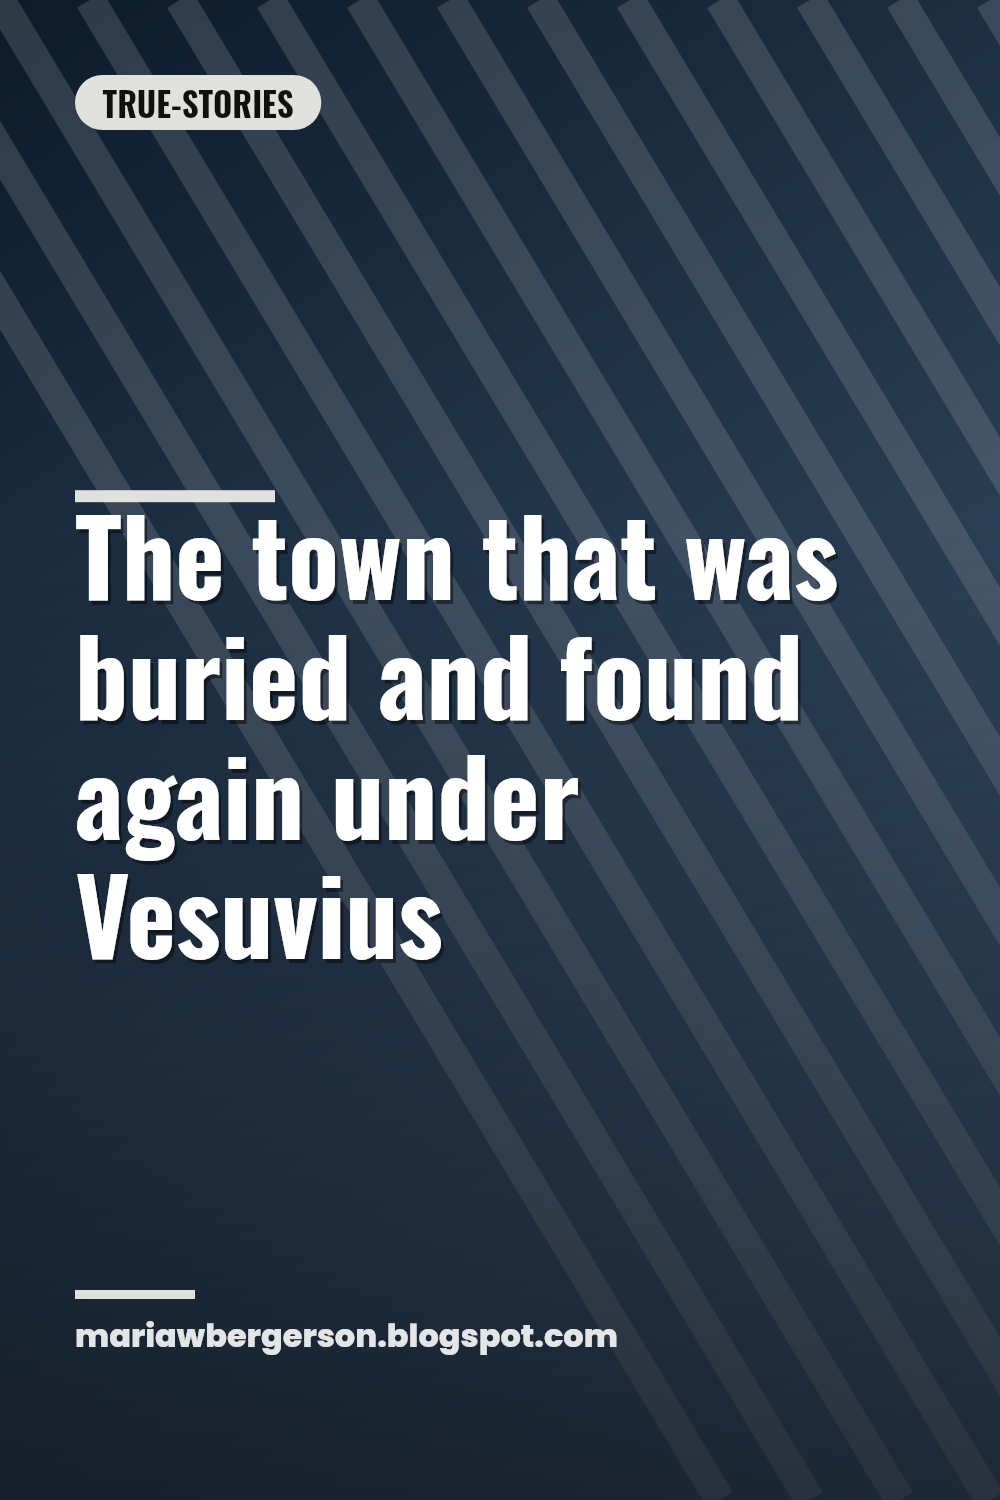 TRUE-STORIES
The town that was
buried and found
again under
Vesuvius
mariawbergerson.blogspot.com